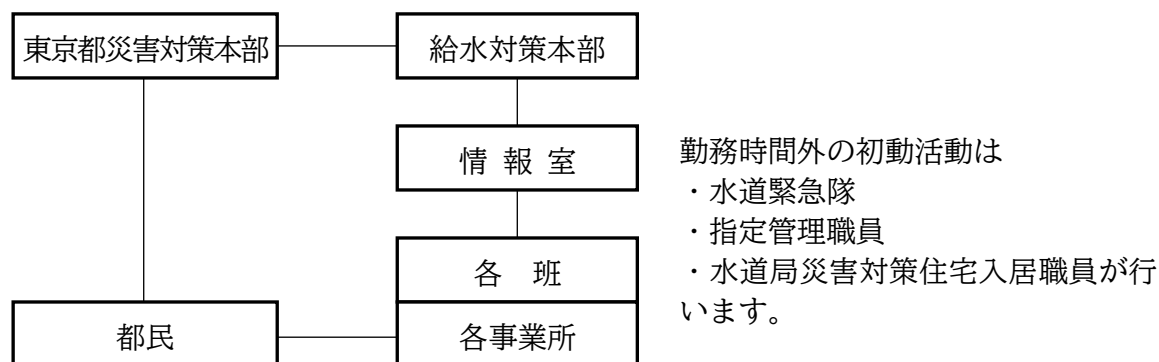 東京都災害対策本部
給水対策本部
情報室
各班
各事業所
都民
勤務時間外の初動活動は
・水道緊急隊
・指定管理職員
・水道局災害対策住宅入居職員が行
います。